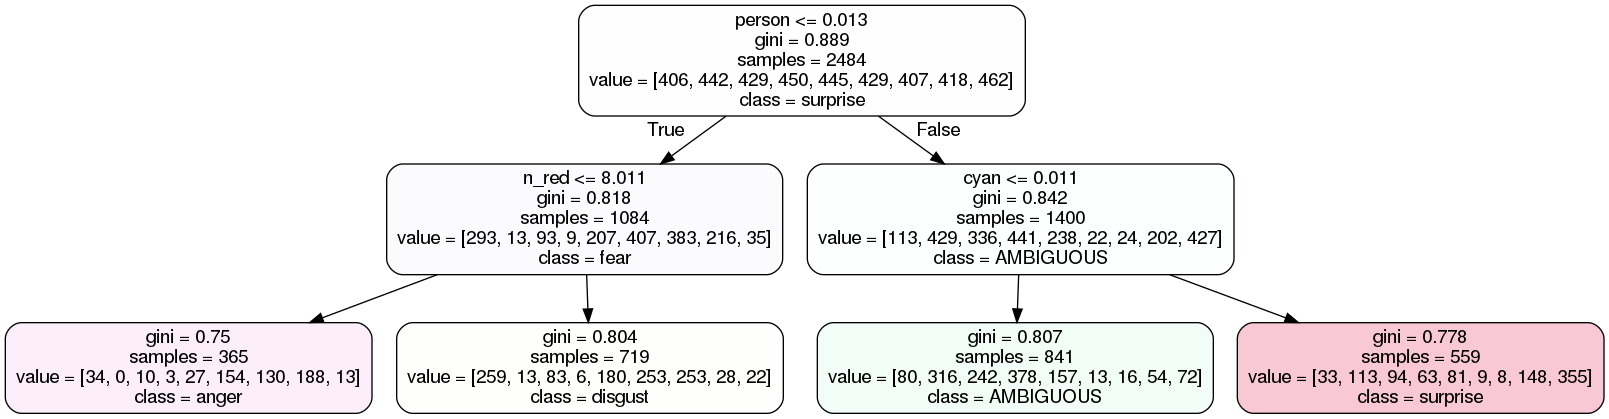 person <= 0.013
gini = 0.889
samples = 2484
value = [406, 442, 429, 450, 445, 429, 407, 418, 462]
class = surprise
True
False
n_red <= 8.011
gini = 0.818
samples = 1084
value = [293, 13, 93, 9, 207, 407, 383, 216, 35]
class = fear
cyan <= 0.011
gini = 0.842
samples = 1400
value = [113, 429, 336, 441, 238, 22, 24, 202, 427]
class = AMBIGUOUS
gini = 0.75
samples = 365
value = [34, 0, 10, 3, 27, 154, 130, 188, 13]
class = anger
gini = 0.804
samples = 719
value = [259, 13, 83, 6, 180, 253, 253, 28, 22]
class = disgust
gini = 0.807
samples = 841
value = [80, 316, 242, 378, 157, 13, 16, 54, 72]
class = AMBIGUOUS
gini = 0.778
samples = 559
value = [33, 113, 94, 63, 81, 9, 8, 148, 355]
class = surprise